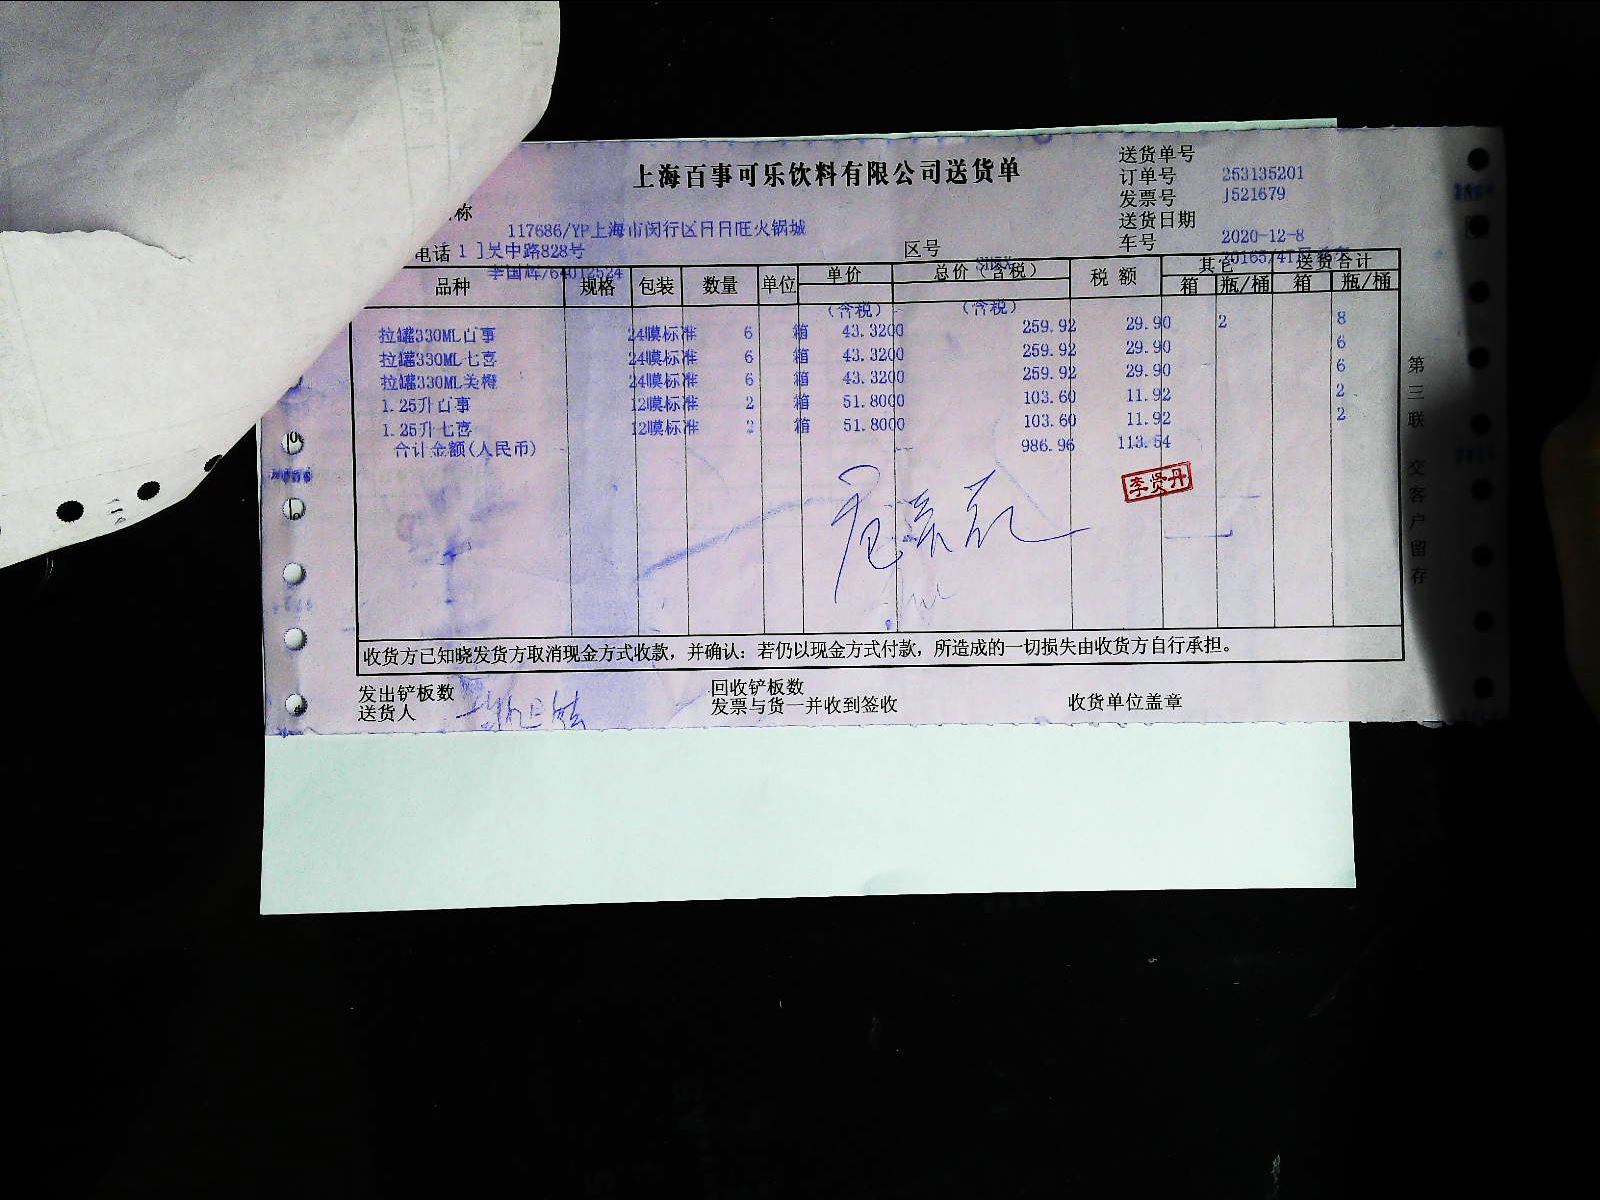 上海百事可乐饮料有限公司送货单
送货单号
订单号 253135201
发票号 J521679
送货日期
车号 2020-12-8
称
117686/YP上海市闵行区日日旺火锅城
电话 1 吴中路828号 区号
李国辉/64012524
品种 规格 包装 数量 单位 单价 总价(含税) 税 额 其它 送货合计
箱 瓶/桶 箱 瓶/桶
(含税) (含税)
拉罐330ML百事 24膜标准 6 箱 43.3200 259.92 29.90 2 8
拉罐330ML七喜 24膜标准 6 箱 43.3200 259.92 29.90 6
拉罐330ML美橙 24膜标准 6 箱 43.3200 259.92 29.90 6
1.25升百事 12膜标准 2 箱 51.8000 103.60 11.92 2
1.25升七喜 12膜标准 2 箱 51.8000 103.60 11.92 2
合计金额(人民币) 986.96 113.54
李贤丹
第三联 交客户留存
收货方已知晓发货方取消现金方式收款，并确认：若仍以现金方式付款，所造成的一切损失由收货方自行承担。
发出铲板数 回收铲板数
送货人 发票与货一并收到签收 收货单位盖章